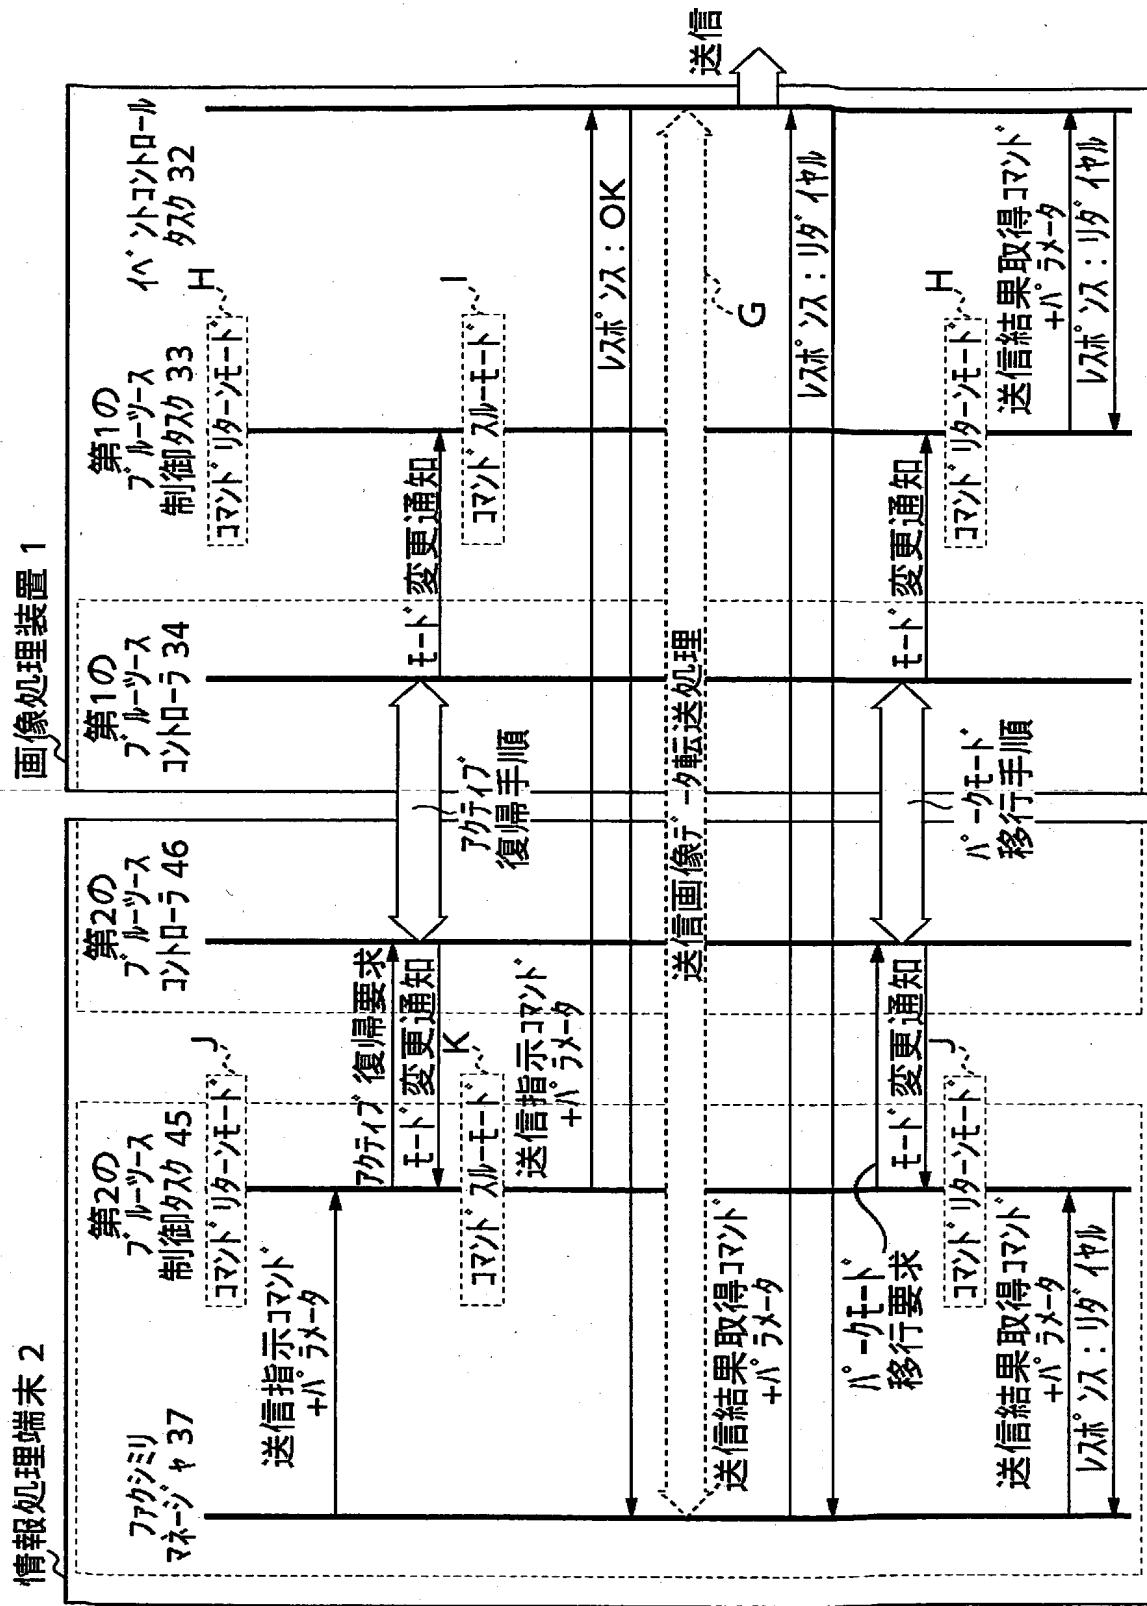 情報処理端末 2
画像処理装置 1
ファクシミリ
マネージャ 37
第2の
ブルーツース
制御タスク 45
第2の
ブルーツース
コントローラ 46
第1の
ブルーツース
コントローラ 34
第1の
ブルーツース
制御タスク 33
イベントコントロール
タスク 32
コマンドリターンモード
J
コマンドリターンモード
H
送信指示コマンド
+パラメータ
アクティブ復帰要求
モード変更通知
アクティブ
復帰手順
モード変更通知
コマンドスルーモード
K
コマンドスルーモード
I
送信指示コマンド
+パラメータ
レスポンス:OK
送信画像データ転送処理
G
送信
送信結果取得コマンド
+パラメータ
レスポンス:リダイヤル
パークモード
移行要求
モード変更通知
パークモード
移行手順
モード変更通知
コマンドリターンモード
J
コマンドリターンモード
H
送信結果取得コマンド
+パラメータ
レスポンス:リダイヤル
送信結果取得コマンド
+パラメータ
レスポンス:リダイヤル